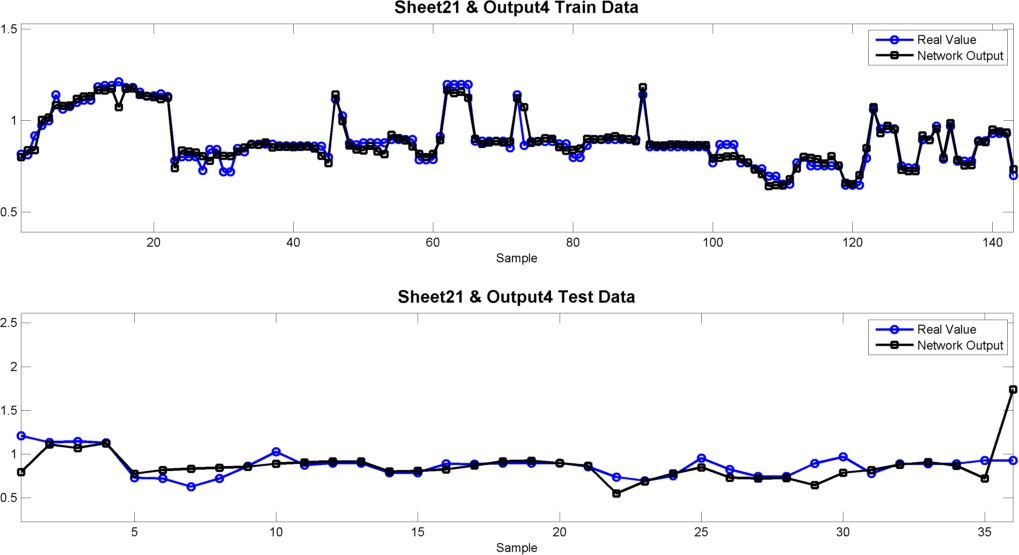 Sheet21 & Output4 Train Data
1.5
1
0.5
Real Value
Network Output
20 40 60 80 100 120 140
Sample
Sheet21 & Output4 Test Data
2.5
2
1.5
1
0.5
Real Value
Network Output
5 10 15 20 25 30 35
Sample